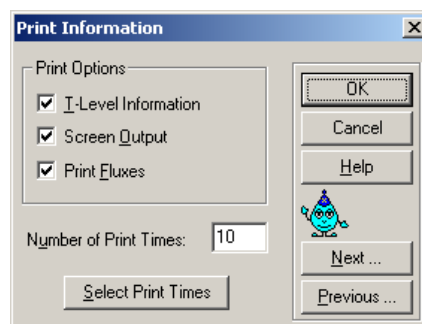 Print Information
Print Options
T-Level Information
Screen Output
Print Fluxes
Number of Print Times: 10
Select Print Times
OK
Cancel
Help
Next ...
Previous ...